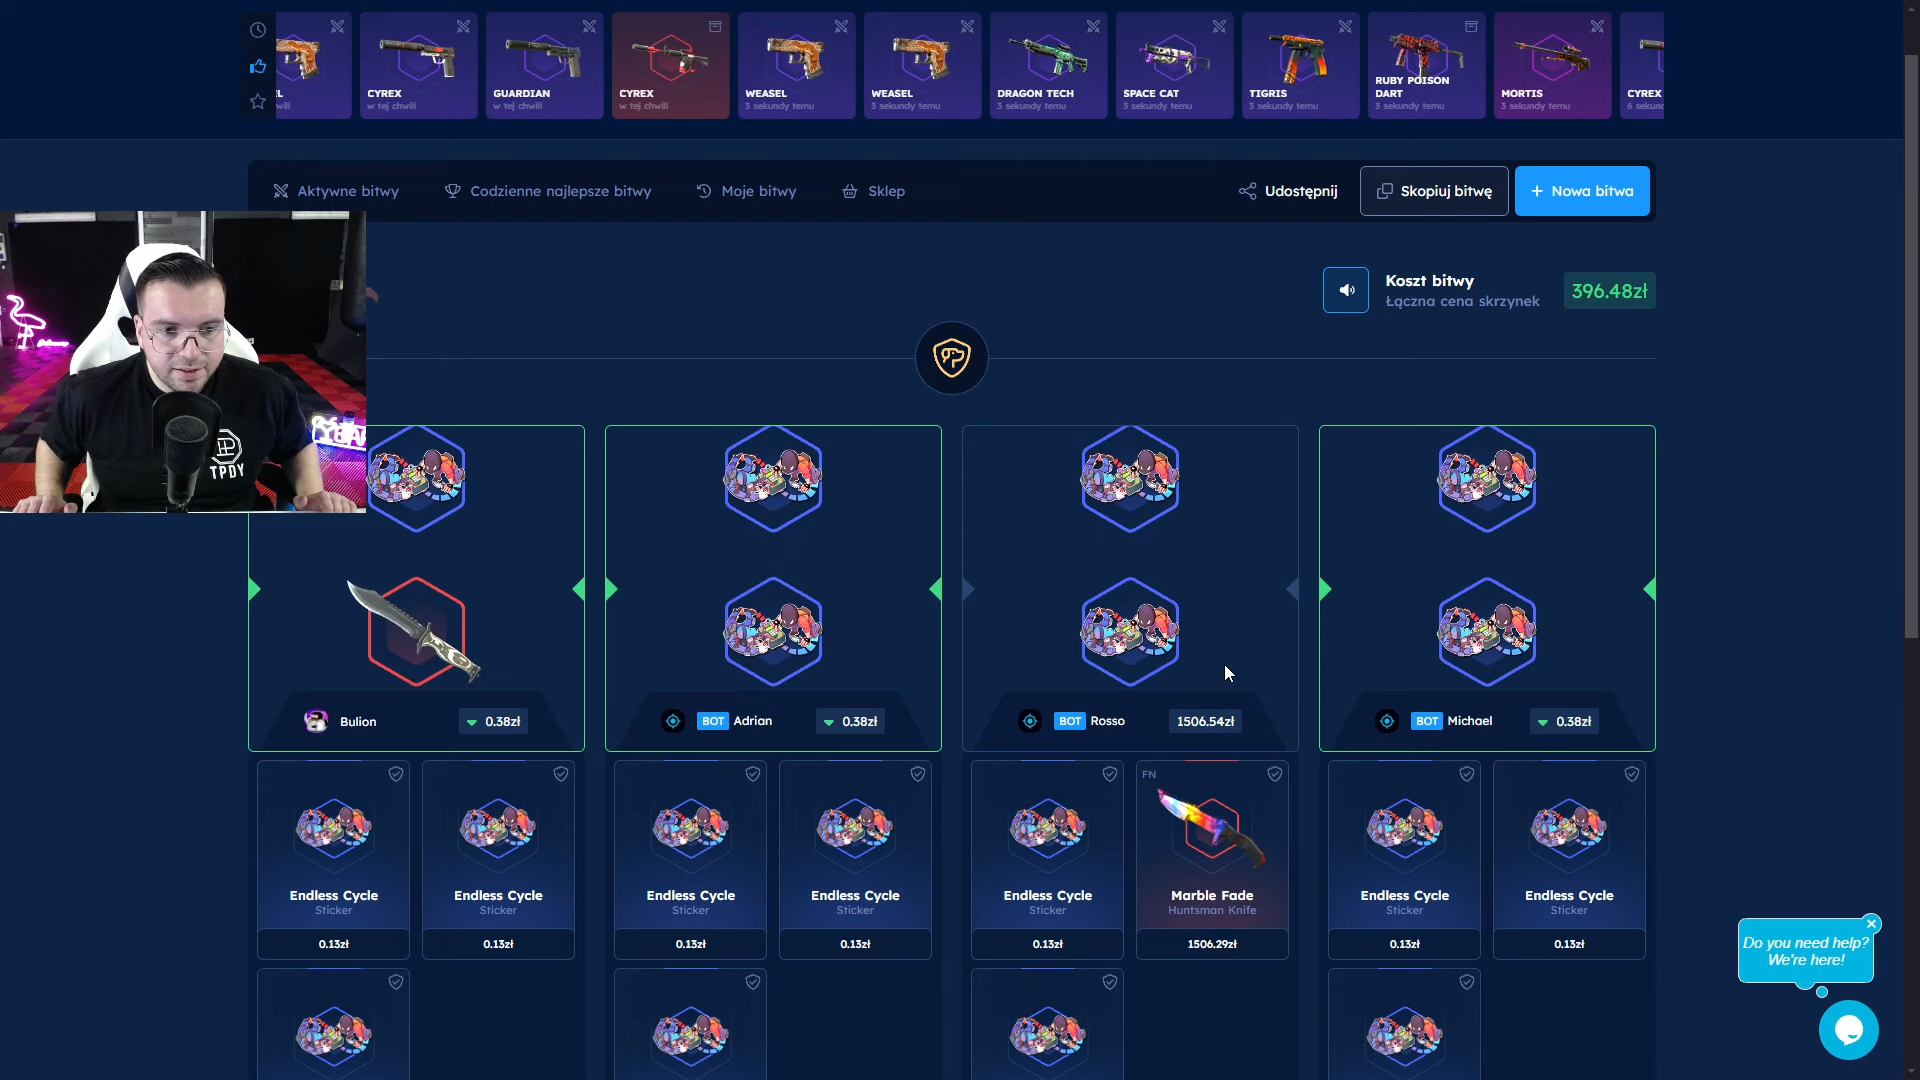 CYREX
w tej chwili
GUARDIAN
w tej chwili
CYREX
w tej chwili
WEASEL
3 sekundy temu
WEASEL
3 sekundy temu
DRAGON TECH
3 sekundy temu
SPACE CAT
3 sekundy temu
TIGRIS
3 sekundy temu
RUBY POISON
DART
3 sekundy temu
MORTIS
3 sekundy temu
CYREX
Aktywne bitwy
Codzienne najlepsze bitwy
Moje bitwy
Sklep
Udostępnij
Skopiuj bitwę
+ Nowa bitwa
Koszt bitwy
Łączna cena skrzynek
396.48zł
TPDY
Bulion
0.38zł
BOT Adrian
0.38zł
BOT Rosso
1506.54zł
BOT Michael
0.38zł
Endless Cycle
Sticker
0.13zł
Endless Cycle
Sticker
0.13zł
Endless Cycle
Sticker
0.13zł
Endless Cycle
Sticker
0.13zł
Endless Cycle
Sticker
0.13zł
FN
Marble Fade
Huntsman Knife
1506.29zł
Endless Cycle
Sticker
0.13zł
Endless Cycle
Sticker
0.13zł
Do you need help?
We're here!